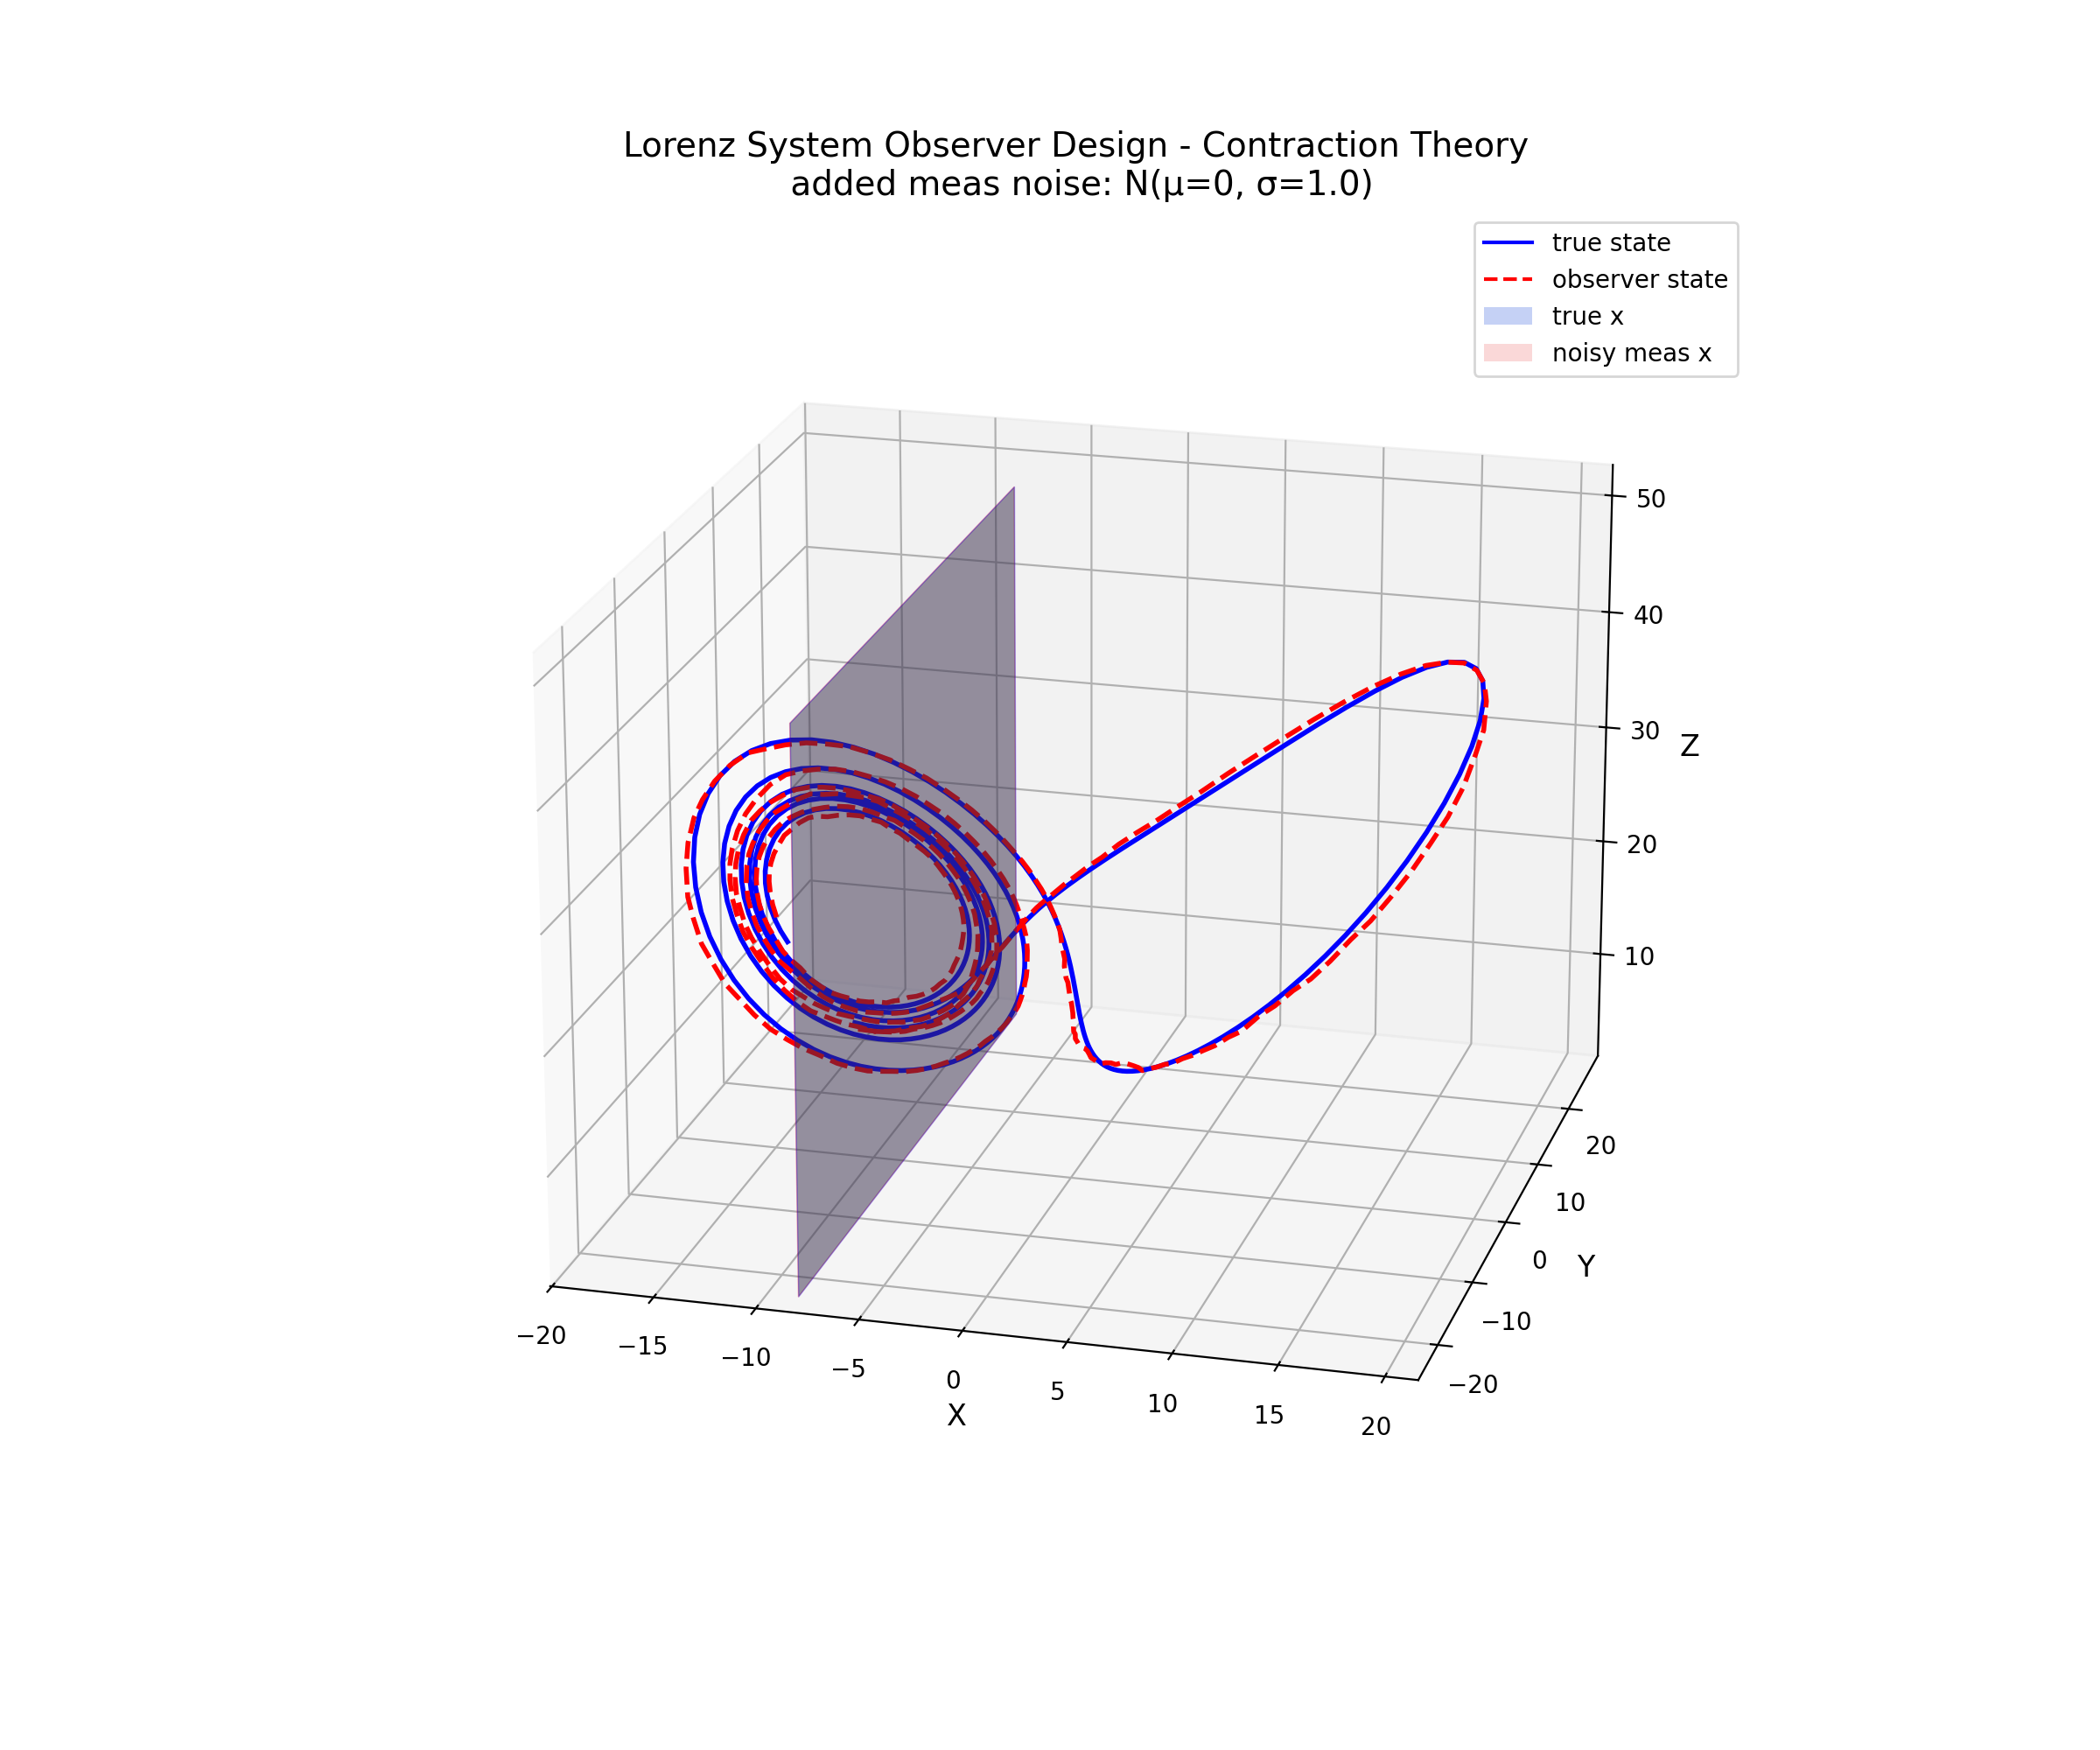 Lorenz System Observer Design - Contraction Theory
added meas noise: N(μ=0, σ=1.0)
true state
observer state
true x
noisy meas x
50
40
30
20
10
Z
20
10
0
−10
−20
Y
−20
−15
−10
−5
0
5
10
15
20
X